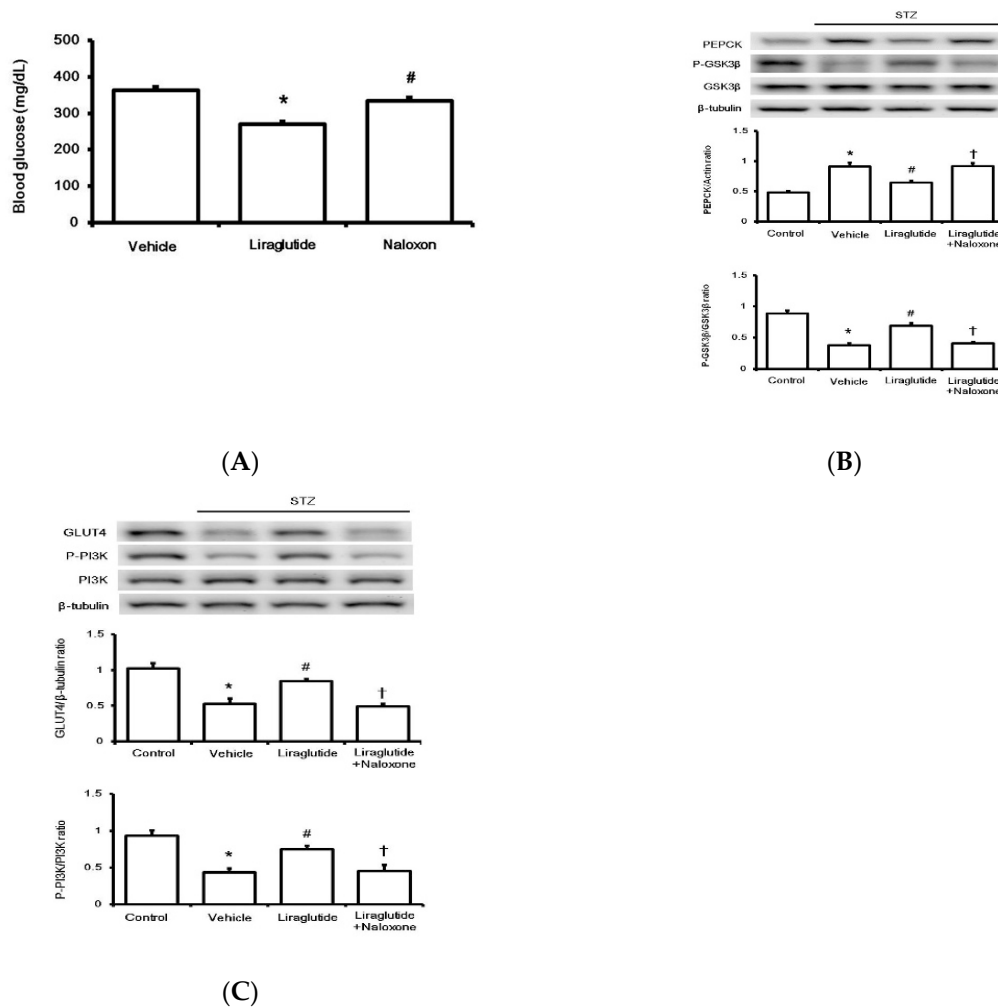 500
400
300
200
100
0
Blood glucose (mg/dL)
*
#
Vehicle Liraglutide Naloxon
(A)
STZ
PEPCK
P-GSK3β
GSK3β
β-tubulin
1.5
1
0.5
0
PEPCK/Actin ratio
*
#
†
Control Vehicle Liraglutide Liraglutide
+Naloxone
1.5
1
0.5
0
P-GSK3β/GSK3β ratio
*
#
†
Control Vehicle Liraglutide Liraglutide
+Naloxone
(B)
STZ
GLUT4
P-PI3K
PI3K
β-tubulin
1.5
1
0.5
0
GLUT4/β-tubulin ratio
*
#
†
Control Vehicle Liraglutide Liraglutide
+Naloxone
1.5
1
0.5
0
P-PI3K/PI3K ratio
*
#
†
Control Vehicle Liraglutide Liraglutide
+Naloxone
(C)